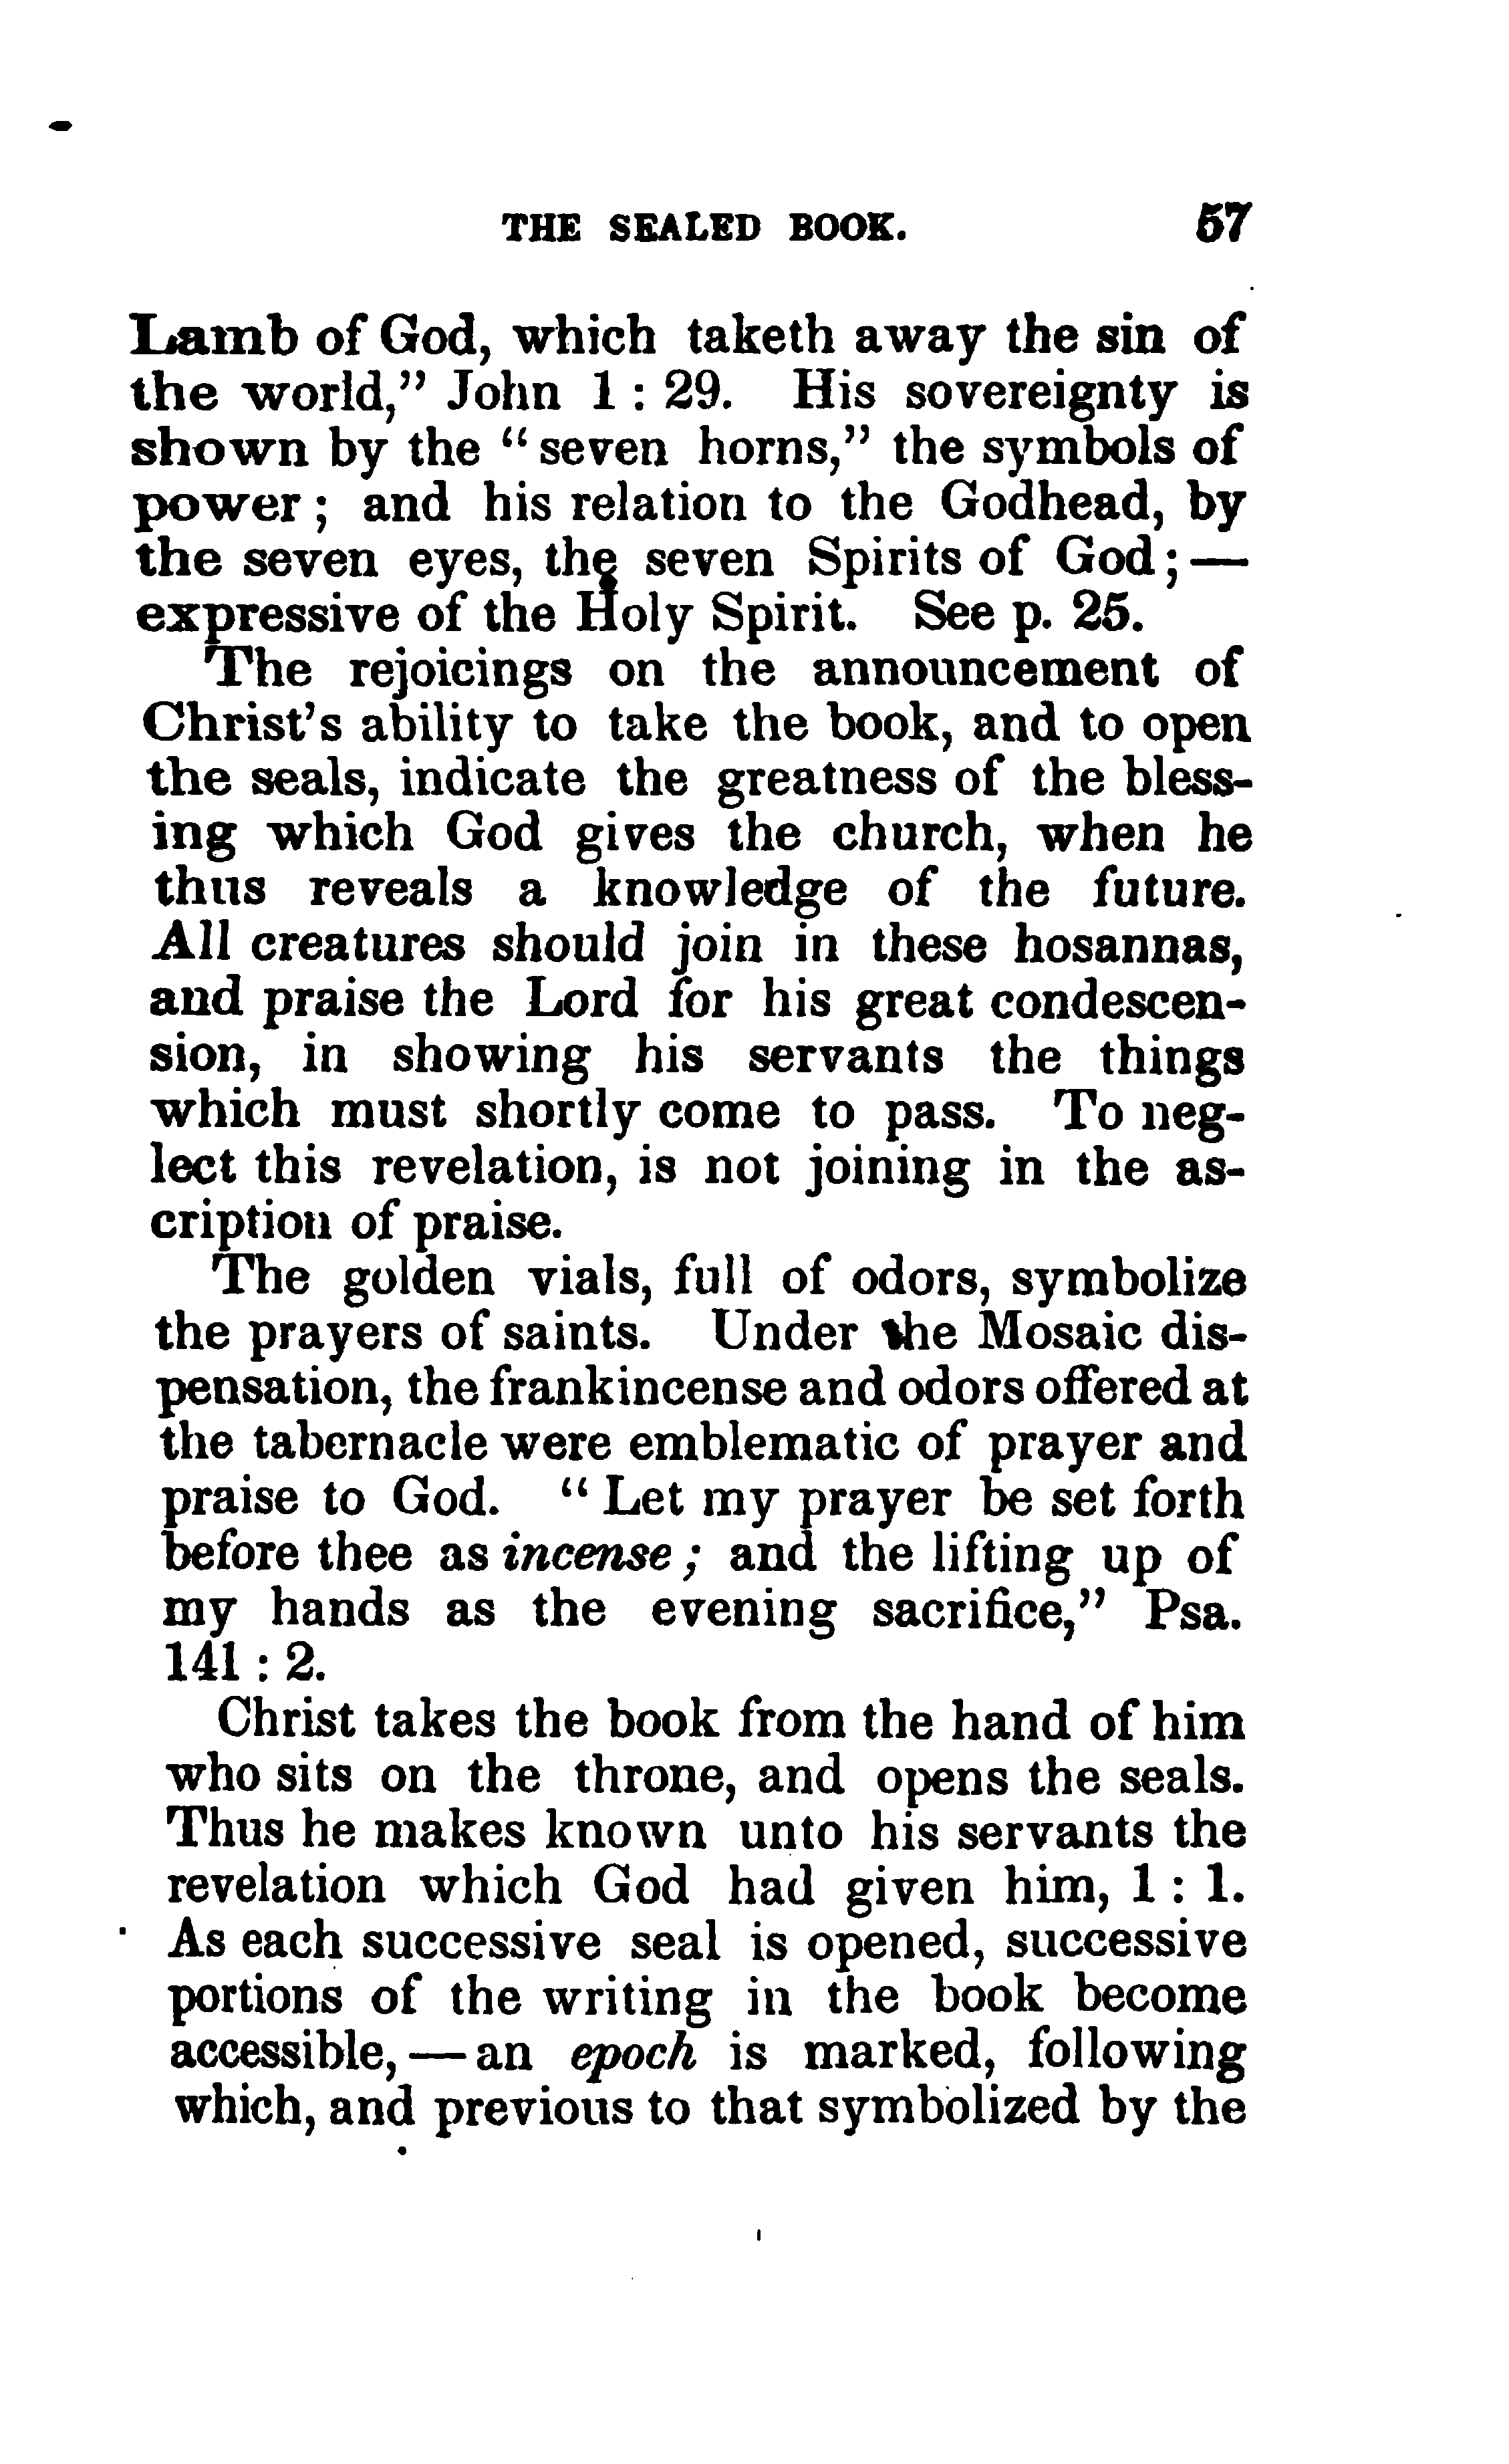 THE SEALED BOOK. 57
Lamb of God, which taketh away the sin of
the world,” John 1 : 29. His sovereignty is
shown by the “ seven horns,” the symbols of
power ; and his relation to the Godhead, by
the seven eyes, the seven Spirits of God ; —
expressive of the Holy Spirit. See p. 25.
The rejoicings on the announcement of
Christ’s ability to take the book, and to open
the seals, indicate the greatness of the bless-
ing which God gives the church, when he
thus reveals a knowledge of the future.
All creatures should join in these hosannas,
and praise the Lord for his great condescen-
sion, in showing his servants the things
which must shortly come to pass. To neg-
lect this revelation, is not joining in the as-
cription of praise.
The golden vials, full of odors, symbolize
the prayers of saints. Under the Mosaic dis-
pensation, the frankincense and odors offered at
the tabernacle were emblematic of prayer and
praise to God. “ Let my prayer be set forth
before thee as incense ; and the lifting up of
my hands as the evening sacrifice,” Psa.
141 : 2.
Christ takes the book from the hand of him
who sits on the throne, and opens the seals.
Thus he makes known unto his servants the
revelation which God had given him, 1 : 1.
As each successive seal is opened, successive
portions of the writing in the book become
accessible, — an epoch is marked, following
which, and previous to that symbolized by the